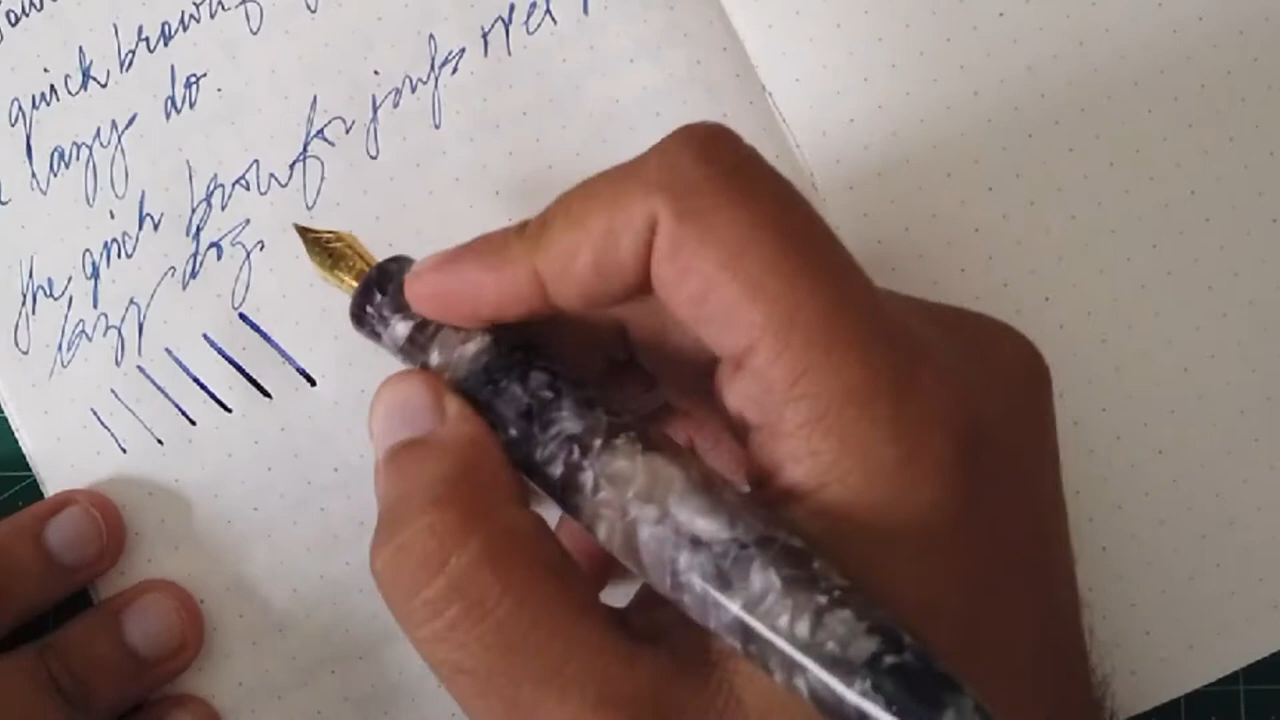 quick brown
lazy do.
the quick brown fox jumps over
lazy dog.